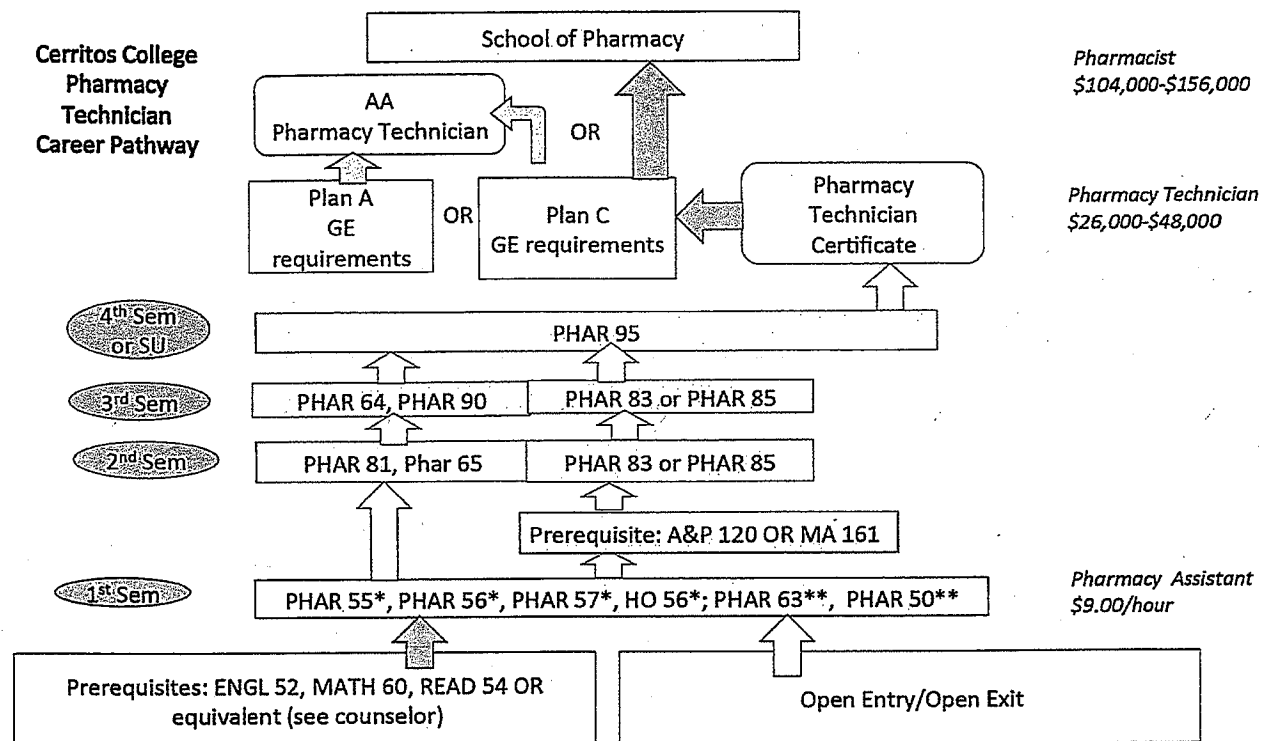 Cerritos College
Pharmacy
Technician
Career Pathway
School of Pharmacy
Pharmacist
$104,000-$156,000
AA
Pharmacy Technician
OR
Plan A
GE
requirements
OR
Plan C
GE requirements
Pharmacy
Technician
Certificate
Pharmacy Technician
$26,000-$48,000
4th Sem
or SU
PHAR 95
3rd Sem
PHAR 64, PHAR 90
PHAR 83 or PHAR 85
2nd Sem
PHAR 81, Phar 65
PHAR 83 or PHAR 85
Prerequisite: A&P 120 OR MA 161
1st Sem
PHAR 55*, PHAR 56*, PHAR 57*, HO 56*; PHAR 63**, PHAR 50**
Pharmacy Assistant
$9.00/hour
Prerequisites: ENGL 52, MATH 60, READ 54 OR
equivalent (see counselor)
Open Entry/Open Exit